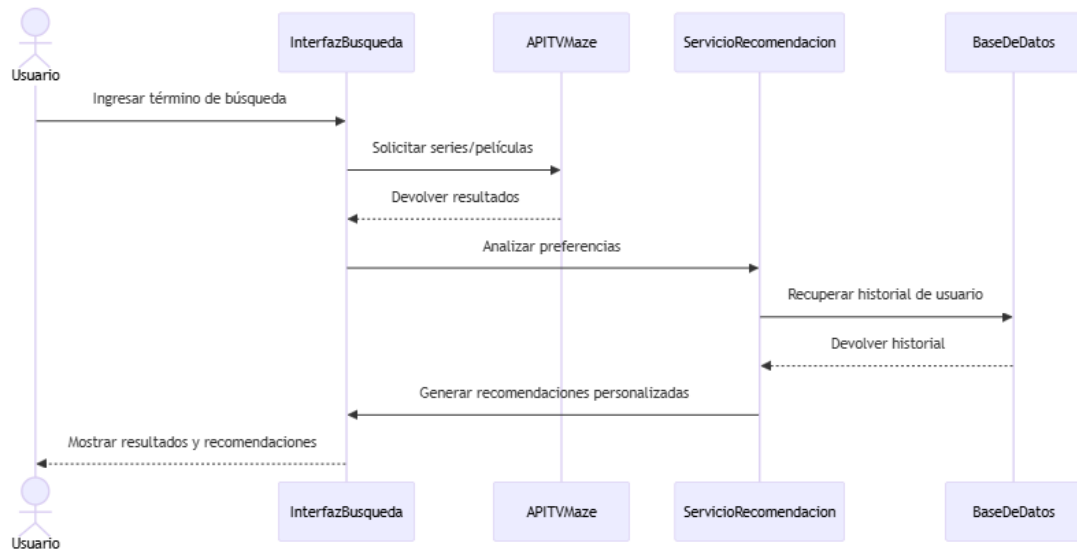 Usuario
InterfazBusqueda
APITVMaze
ServicioRecomendacion
BaseDeDatos
Ingresar término de búsqueda
Solicitar series/películas
Devolver resultados
Analizar preferencias
Recuperar historial de usuario
Devolver historial
Generar recomendaciones personalizadas
Mostrar resultados y recomendaciones
Usuario
InterfazBusqueda
APITVMaze
ServicioRecomendacion
BaseDeDatos